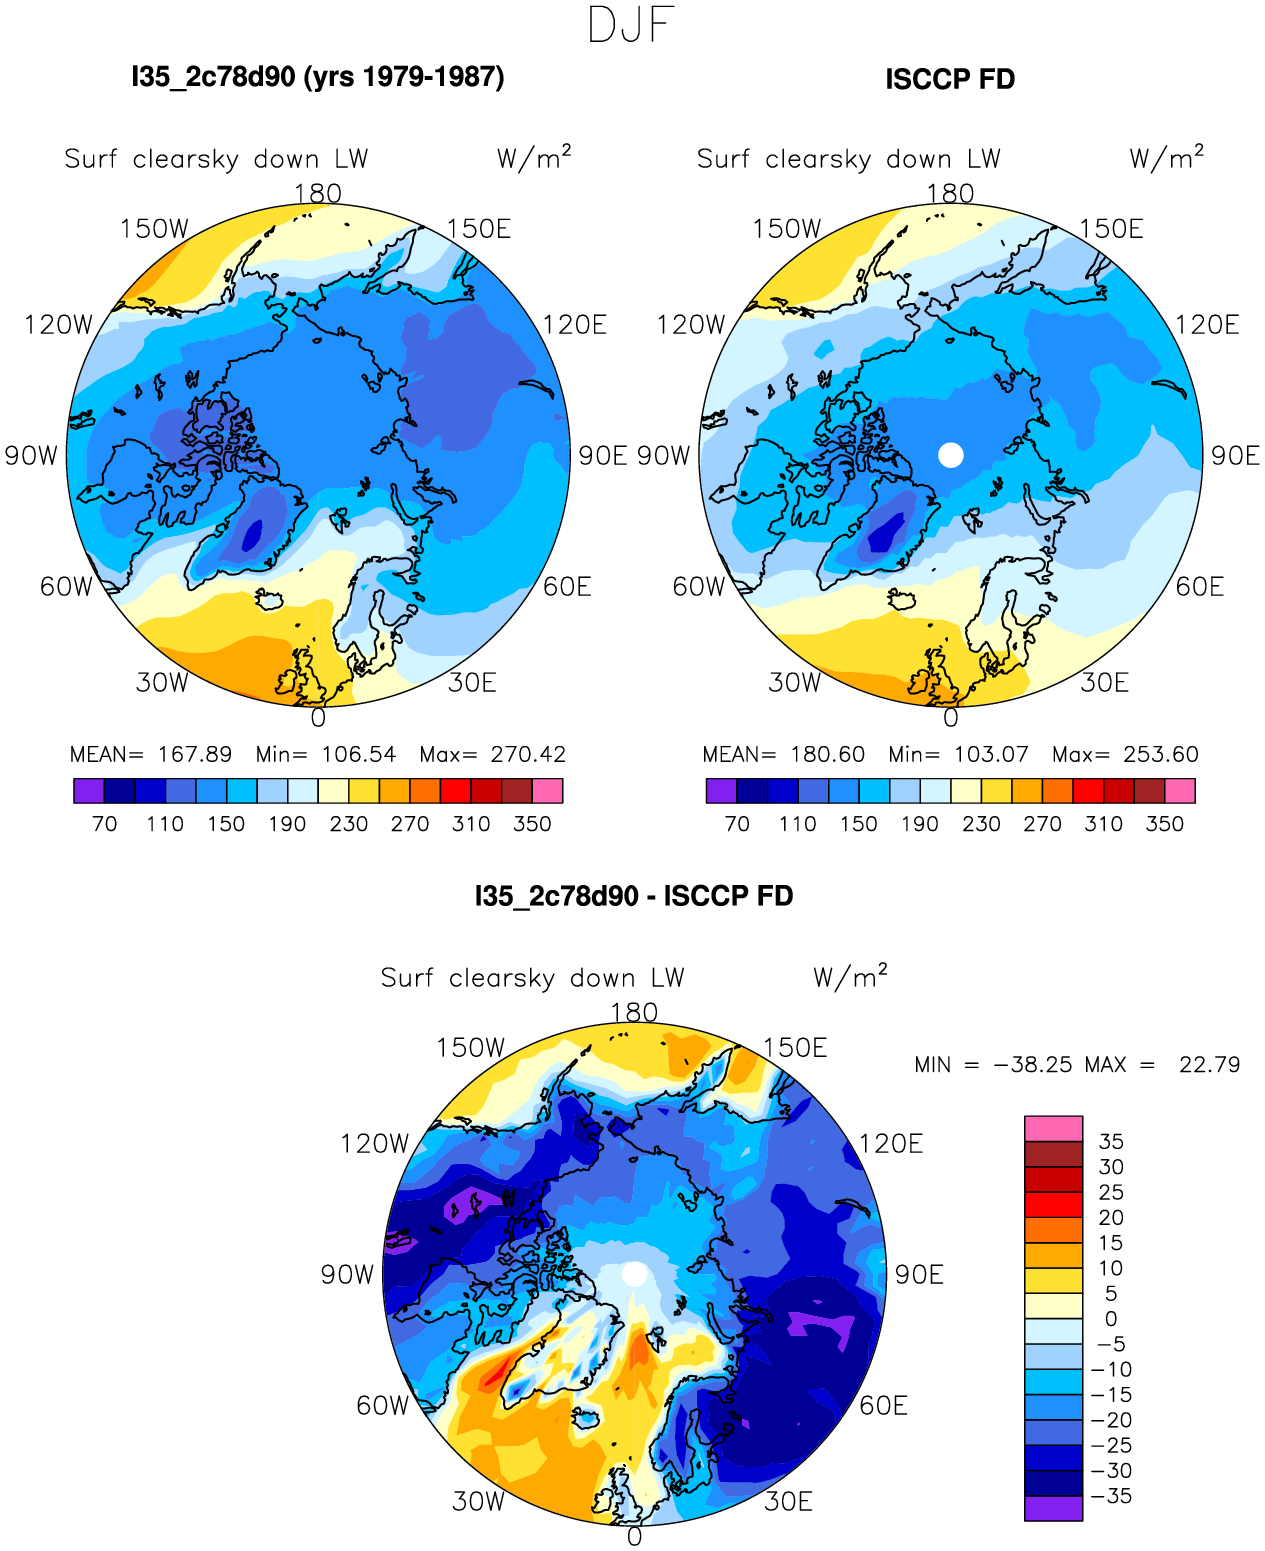 DJF
I35_2c78d90 (yrs 1979-1987)
ISCCP FD
Surf clearsky down LW W/m²
Surf clearsky down LW W/m²
180
180
150W 150E
150W 150E
120W 120E
120W 120E
90W 90E
90W 90E
60W 60E
60W 60E
30W 30E
30W 30E
0
0
MEAN= 167.89 Min= 106.54 Max= 270.42
MEAN= 180.60 Min= 103.07 Max= 253.60
70 110 150 190 230 270 310 350
70 110 150 190 230 270 310 350
I35_2c78d90 - ISCCP FD
Surf clearsky down LW W/m²
180
150W 150E
MIN = −38.25 MAX = 22.79
120W 120E
90W 90E
60W 60E
30W 30E
0
35
30
25
20
15
10
5
0
−5
−10
−15
−20
−25
−30
−35